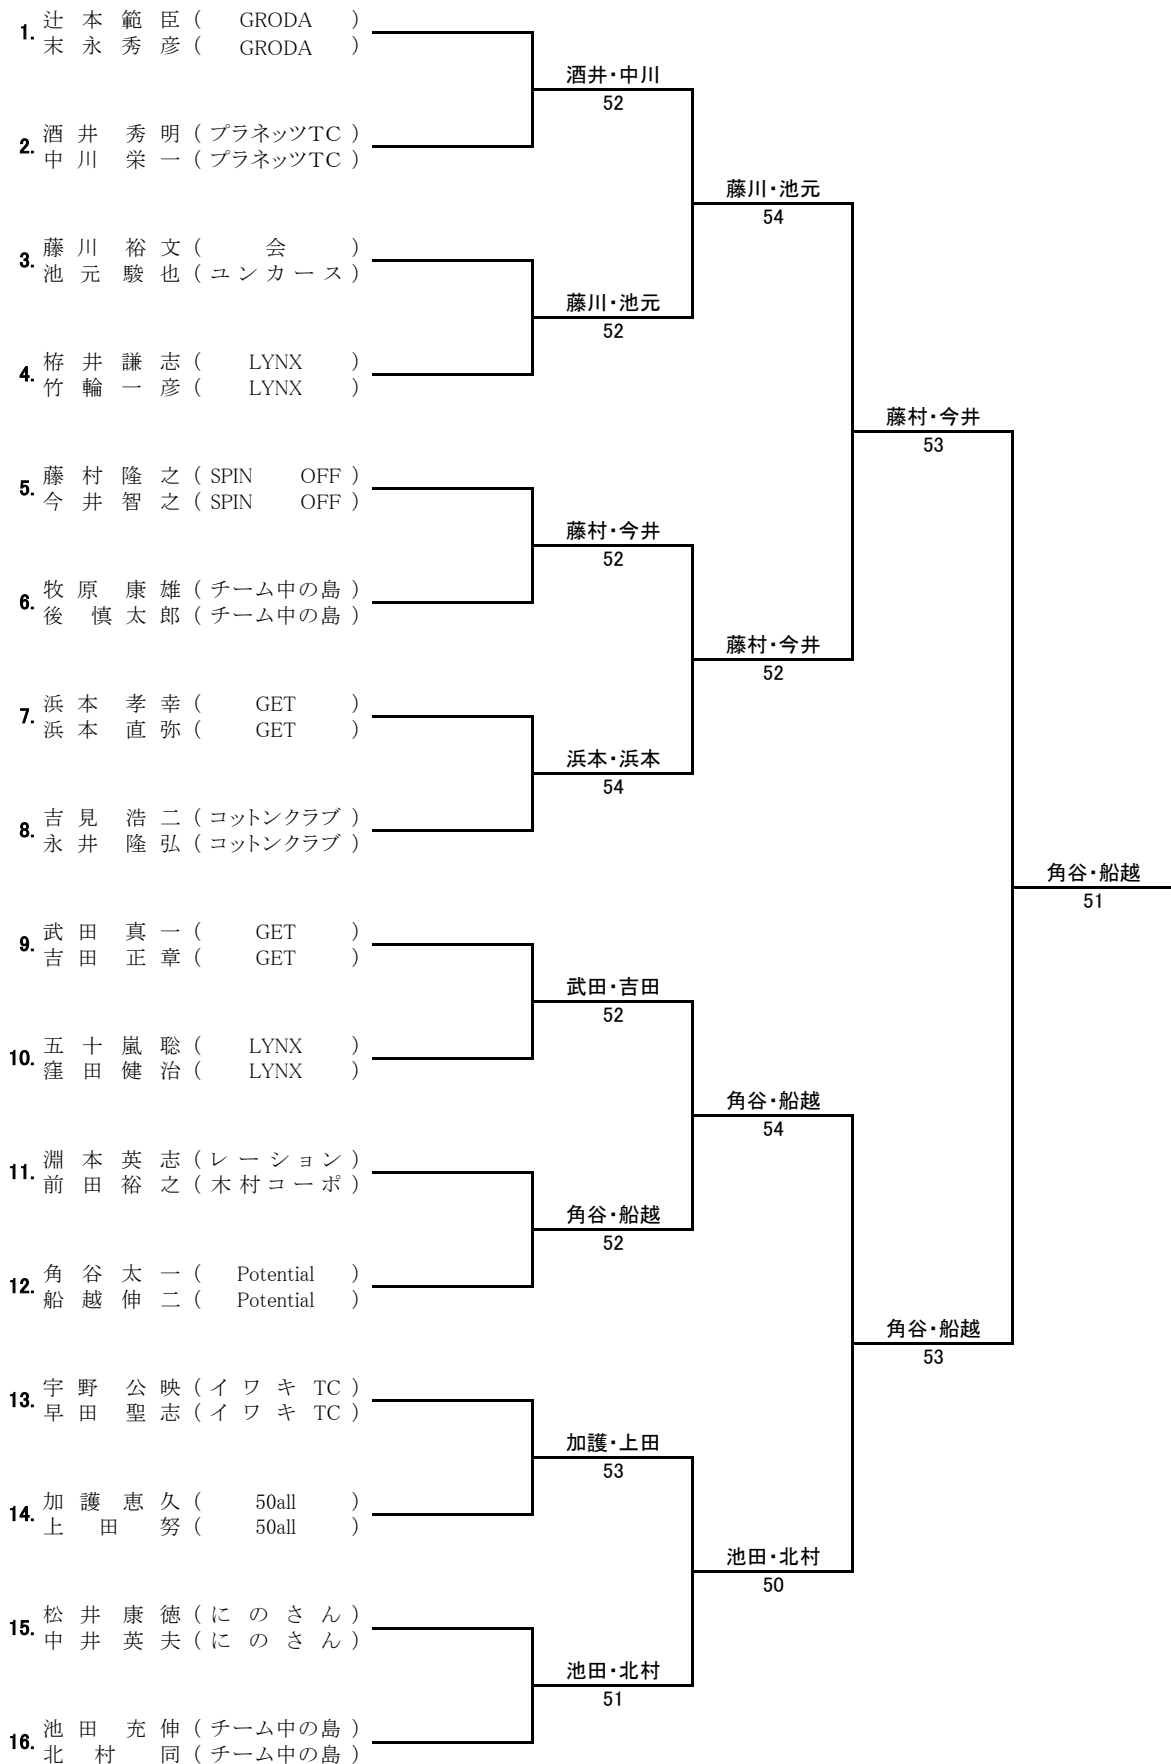 1. 辻本範臣(GRODA)
末永秀彦(GRODA)
酒井・中川
52
2. 酒井秀明(プラネッツTC)
中川栄一(プラネッツTC)
藤川・池元
54
3. 藤川裕文(会)
池元駿也(ユンカース)
藤川・池元
52
4. 栫井謙志(LYNX)
竹輪一彦(LYNX)
藤村・今井
53
5. 藤村隆之(SPIN OFF)
今井智之(SPIN OFF)
藤村・今井
52
6. 牧原康雄(チーム中の島)
後慎太郎(チーム中の島)
藤村・今井
52
7. 浜本孝幸(GET)
浜本直弥(GET)
浜本・浜本
54
8. 吉見浩二(コットンクラブ)
永井隆弘(コットンクラブ)
角谷・船越
51
9. 武田真一(GET)
吉田正章(GET)
武田・吉田
52
10. 五十嵐聡(LYNX)
窪田健治(LYNX)
角谷・船越
54
11. 淵本英志(レーション)
前田裕之(木村コーポ)
角谷・船越
52
12. 角谷太一(Potential)
船越伸二(Potential)
角谷・船越
53
13. 宇野公映(イワキTC)
早田聖志(イワキTC)
加護・上田
53
14. 加護恵久(50all)
上田努(50all)
池田・北村
50
15. 松井康徳(にのさん)
中井英夫(にのさん)
池田・北村
51
16. 池田充伸(チーム中の島)
北村同(チーム中の島)